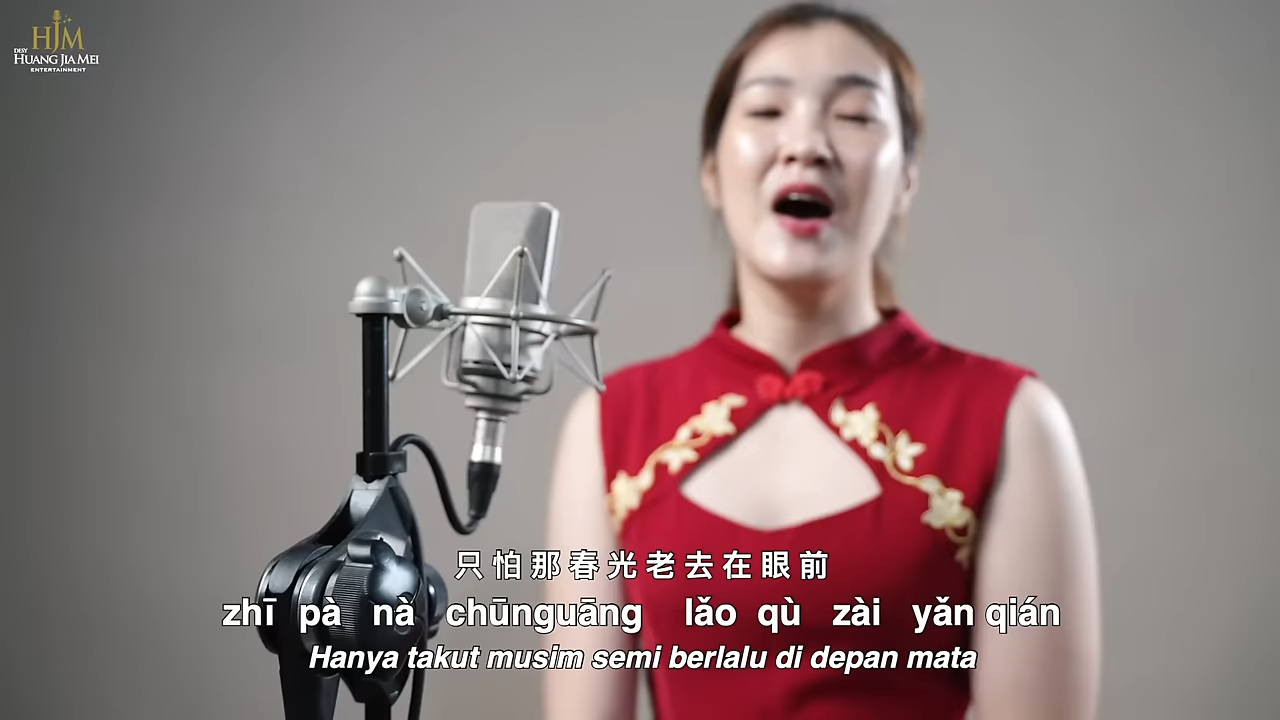 HJM
DESY
HUANG JIA MEI
ENTERTAINMENT
只怕那春光老去在眼前
zhī pà nà chūnguāng lǎo qù zài yǎn qián
Hanya takut musim semi berlalu di depan mata